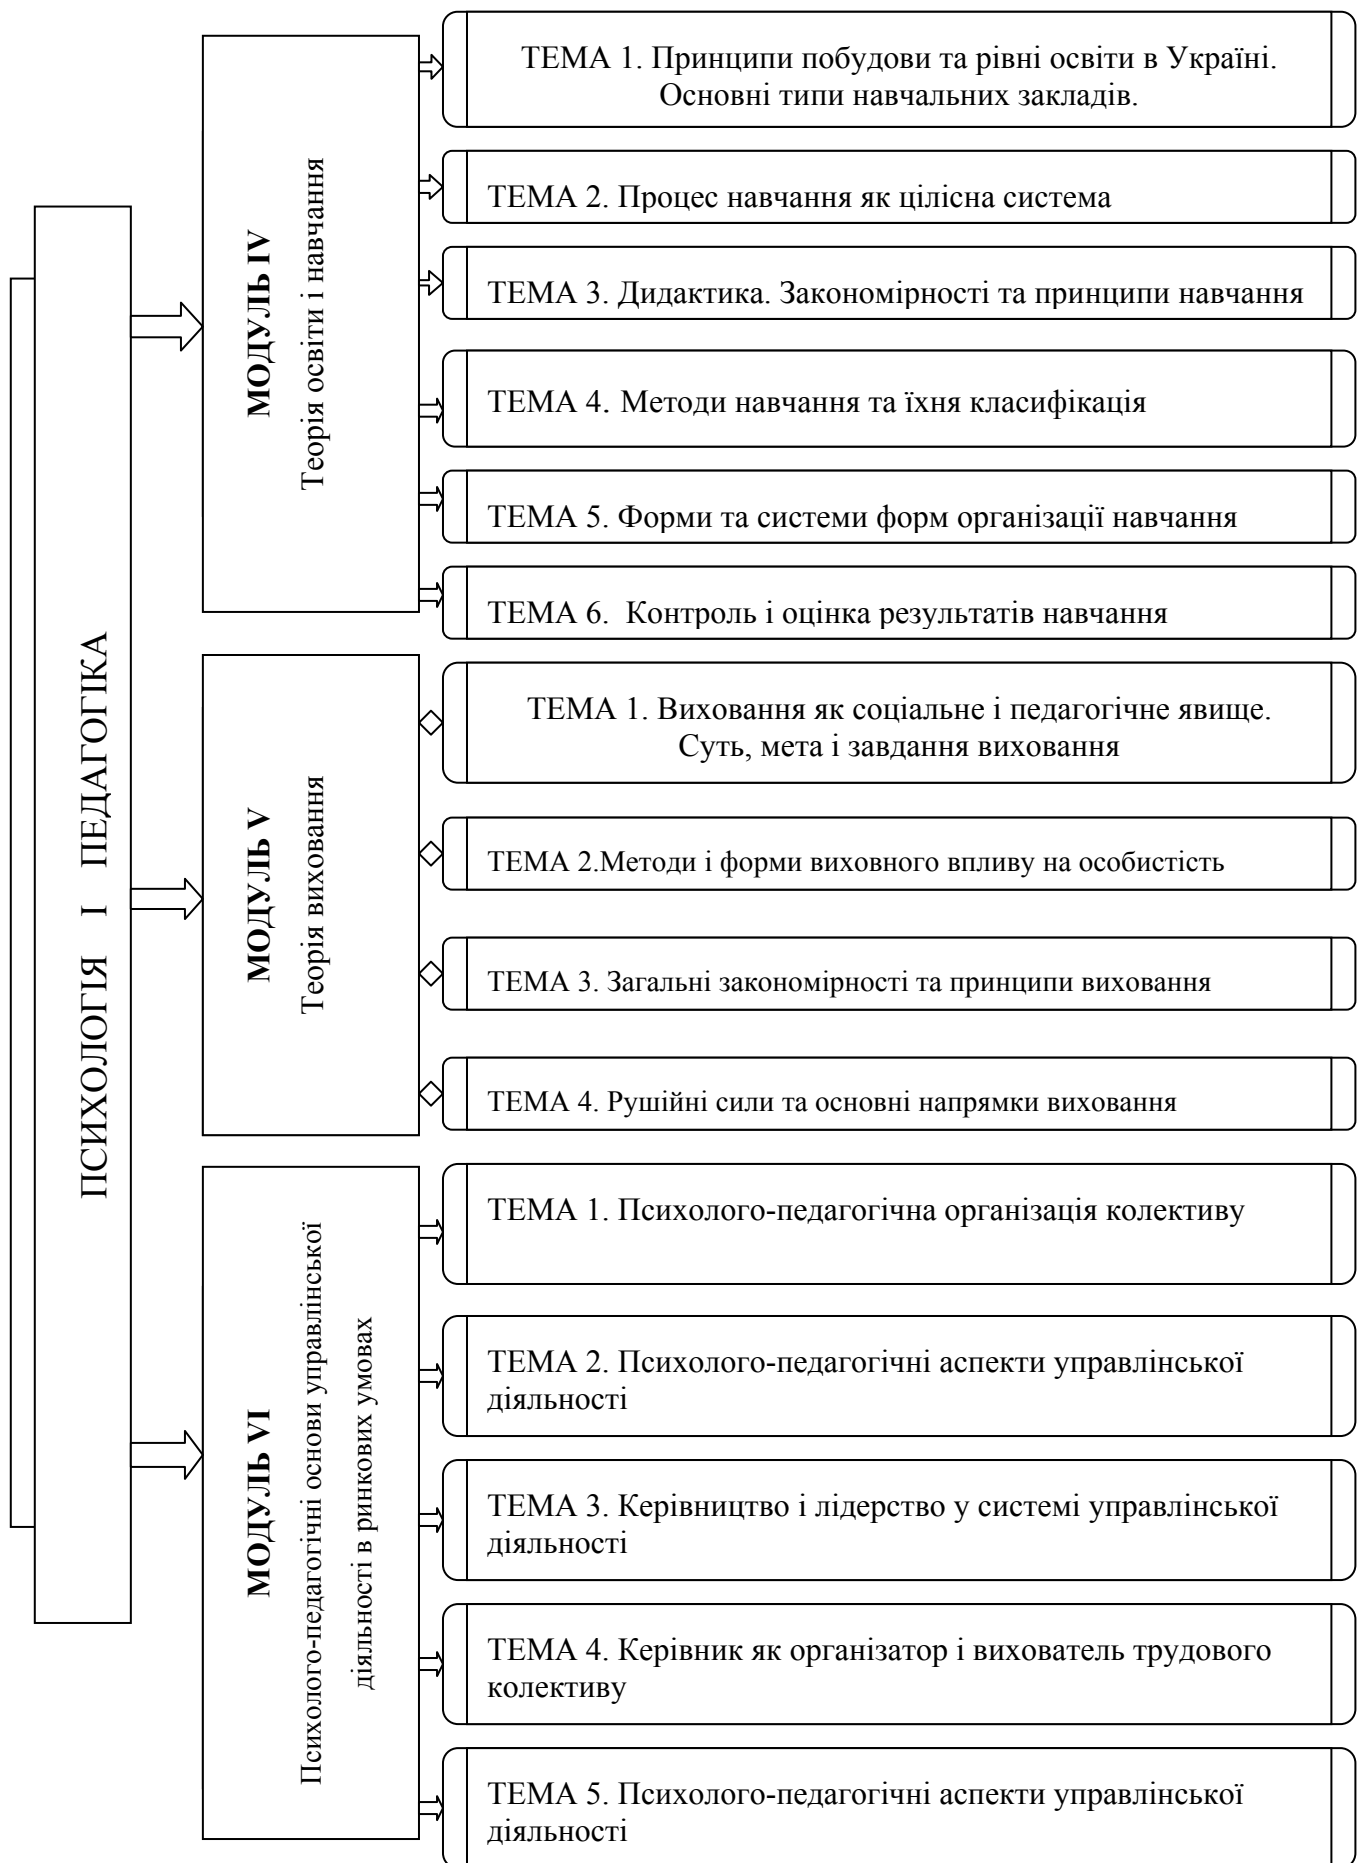 ПСИХОЛОГІЯ І ПЕДАГОГІКА
МОДУЛЬ IV
Теорія освіти і навчання
ТЕМА 1. Принципи побудови та рівні освіти в Україні.
Основні типи навчальних закладів.
ТЕМА 2. Процес навчання як цілісна система
ТЕМА 3. Дидактика. Закономірності та принципи навчання
ТЕМА 4. Методи навчання та їхня класифікація
ТЕМА 5. Форми та системи форм організації навчання
ТЕМА 6. Контроль і оцінка результатів навчання
МОДУЛЬ V
Теорія виховання
ТЕМА 1. Виховання як соціальне і педагогічне явище.
Суть, мета і завдання виховання
ТЕМА 2.Методи і форми виховного впливу на особистість
ТЕМА 3. Загальні закономірності та принципи виховання
ТЕМА 4. Рушійні сили та основні напрямки виховання
МОДУЛЬ VI
Психолого-педагогічні основи управлінської
діяльності в ринкових умовах
ТЕМА 1. Психолого-педагогічна організація колективу
ТЕМА 2. Психолого-педагогічні аспекти управлінської
діяльності
ТЕМА 3. Керівництво і лідерство у системі управлінської
діяльності
ТЕМА 4. Керівник як організатор і вихователь трудового
колективу
ТЕМА 5. Психолого-педагогічні аспекти управлінської
діяльності